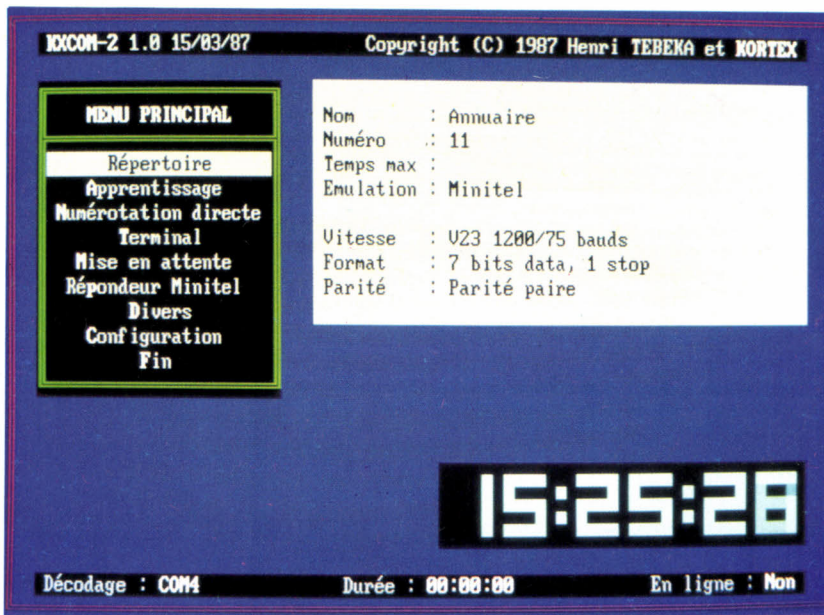 KXCOM-2 1.0 15/03/87 Copyright (C) 1987 Henri TEBEKA et KORTEX
MENU PRINCIPAL
Répertoire
Apprentissage
Numérotation directe
Terminal
Mise en attente
Répondeur Minitel
Divers
Configuration
Fin
Nom : Annuaire
Numéro : 11
Temps max :
Emulation : Minitel
Vitesse : V23 1200/75 bauds
Format : 7 bits data, 1 stop
Parité : Parité paire
15:25:28
Décodage : COM4 Durée : 00:00:00 En ligne : Non